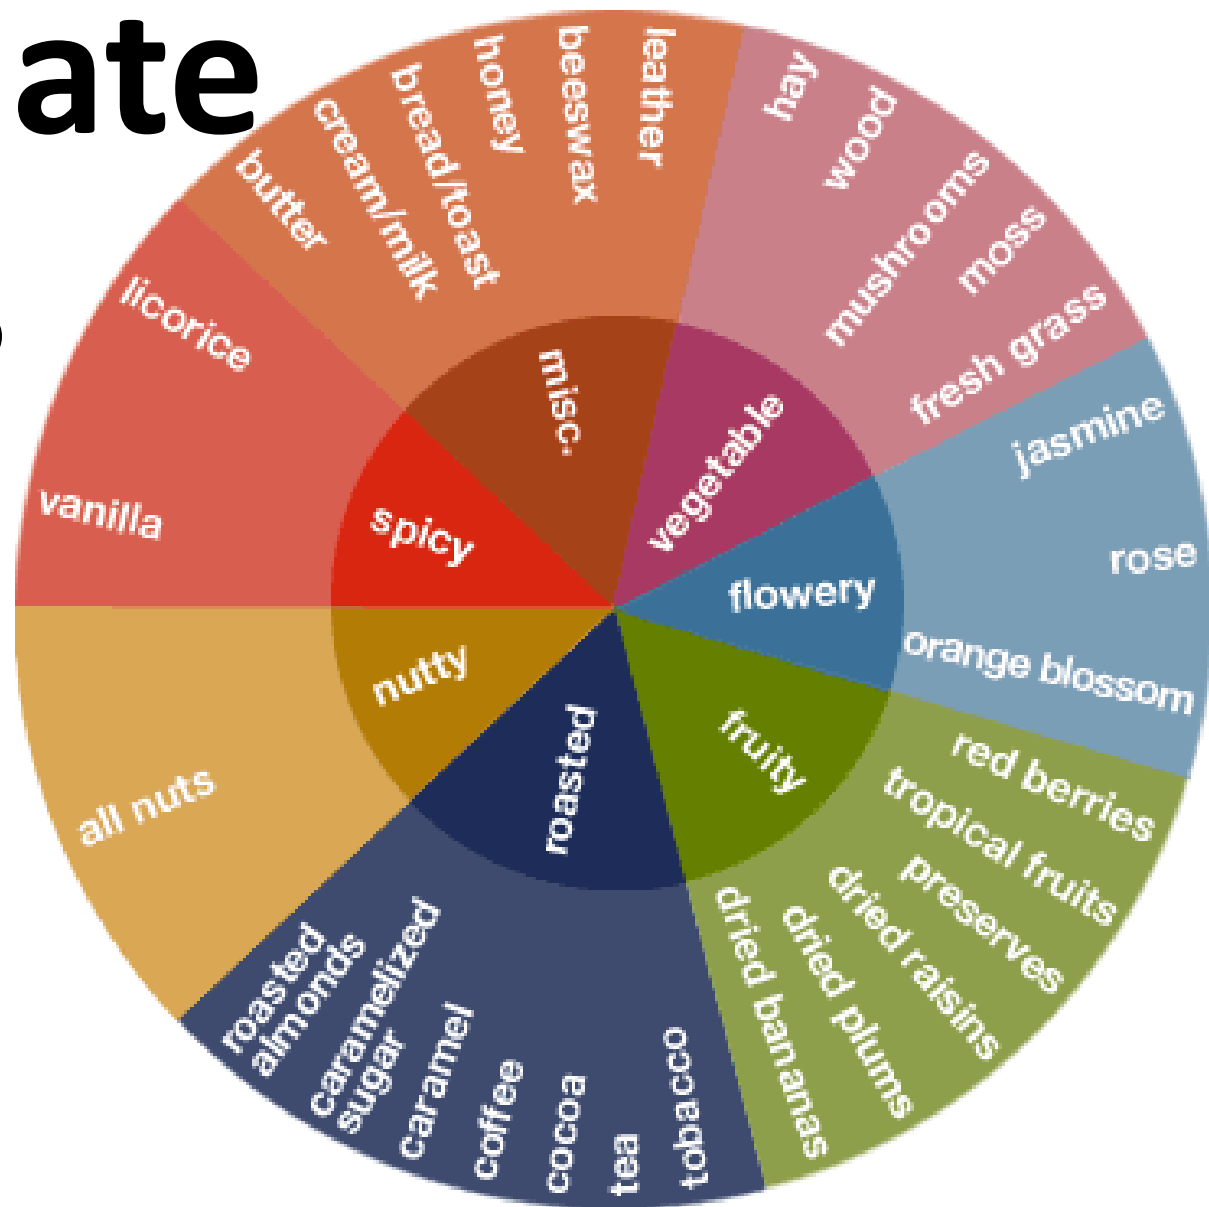 ate
leather
beeswax
honey
bread/toast
cream/milk
butter
hay
wood
mushrooms
moss
fresh grass
jasmine
rose
orange blossom
red berries
tropical fruits
preserves
dried raisins
dried plums
dried bananas
tobacco
tea
cocoa
coffee
caramel
caramelized
sugar
roasted
almonds
all nuts
vanilla
licorice
misc.
vegetable
flowery
fruity
roasted
nutty
spicy